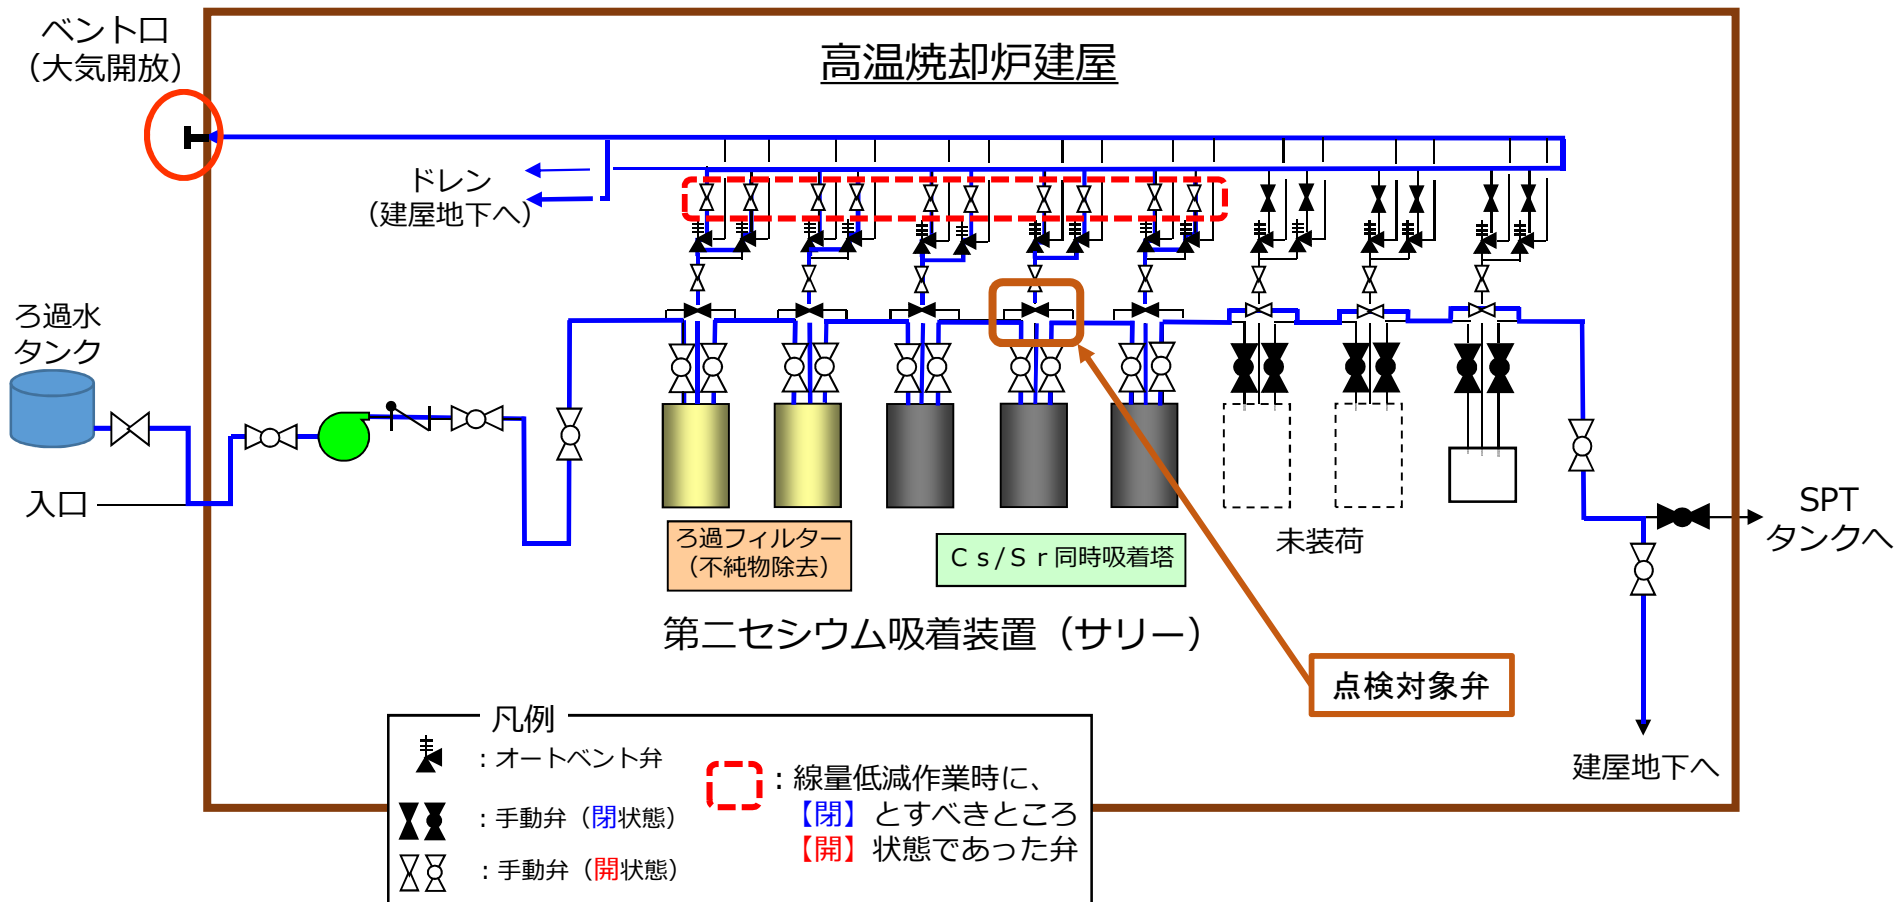 ベント口
（大気開放）
高温焼却炉建屋
ドレン
（建屋地下へ）
ろ過水
タンク
入口
ろ過フィルター
（不純物除去）
Ｃｓ/Ｓｒ同時吸着塔
未装荷
SPT
タンクへ
第二セシウム吸着装置（サリー）
点検対象弁
建屋地下へ
凡例
：オートベント弁
：手動弁（閉状態）
：手動弁（開状態）
：線量低減作業時に、
【閉】とすべきところ
【開】状態であった弁